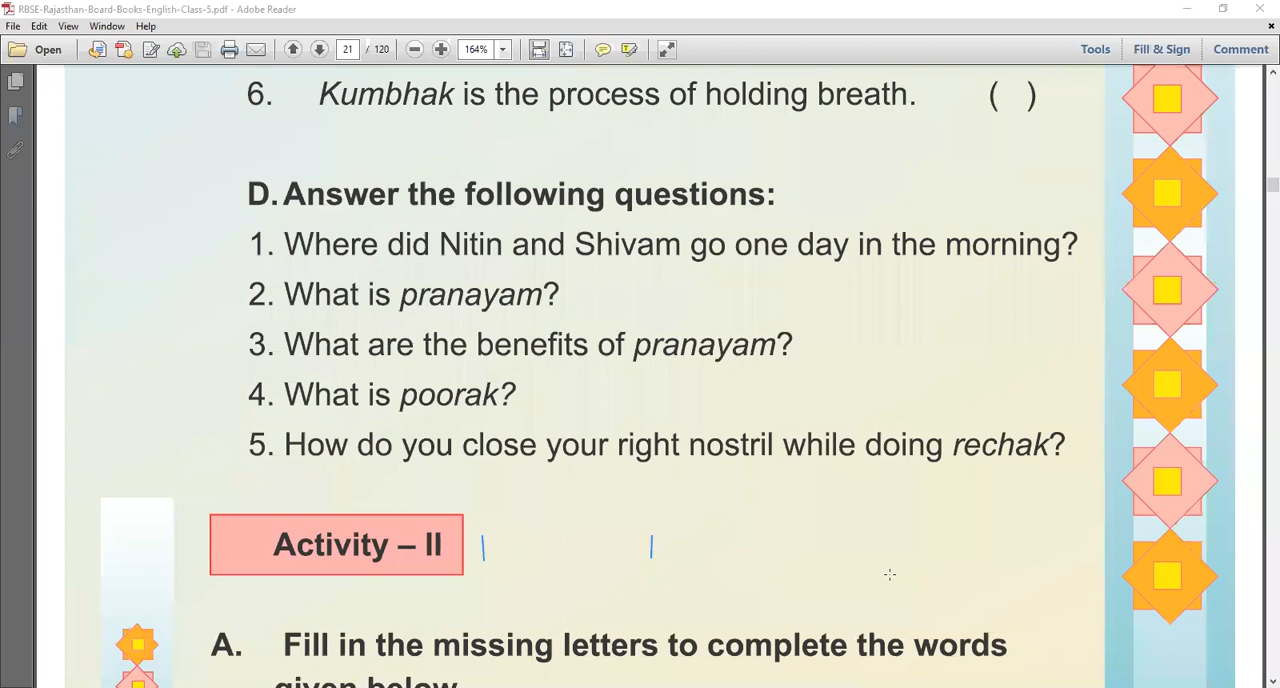 RBSE-Rajasthan-Board-Books-English-Class-5.pdf - Adobe Reader
File Edit View Window Help
Open 21 / 120 164% Tools Fill & Sign Comment
6. Kumbhak is the process of holding breath. ( )
D. Answer the following questions:
1. Where did Nitin and Shivam go one day in the morning?
2. What is pranayam?
3. What are the benefits of pranayam?
4. What is poorak?
5. How do you close your right nostril while doing rechak?
Activity – II
A. Fill in the missing letters to complete the words
given below